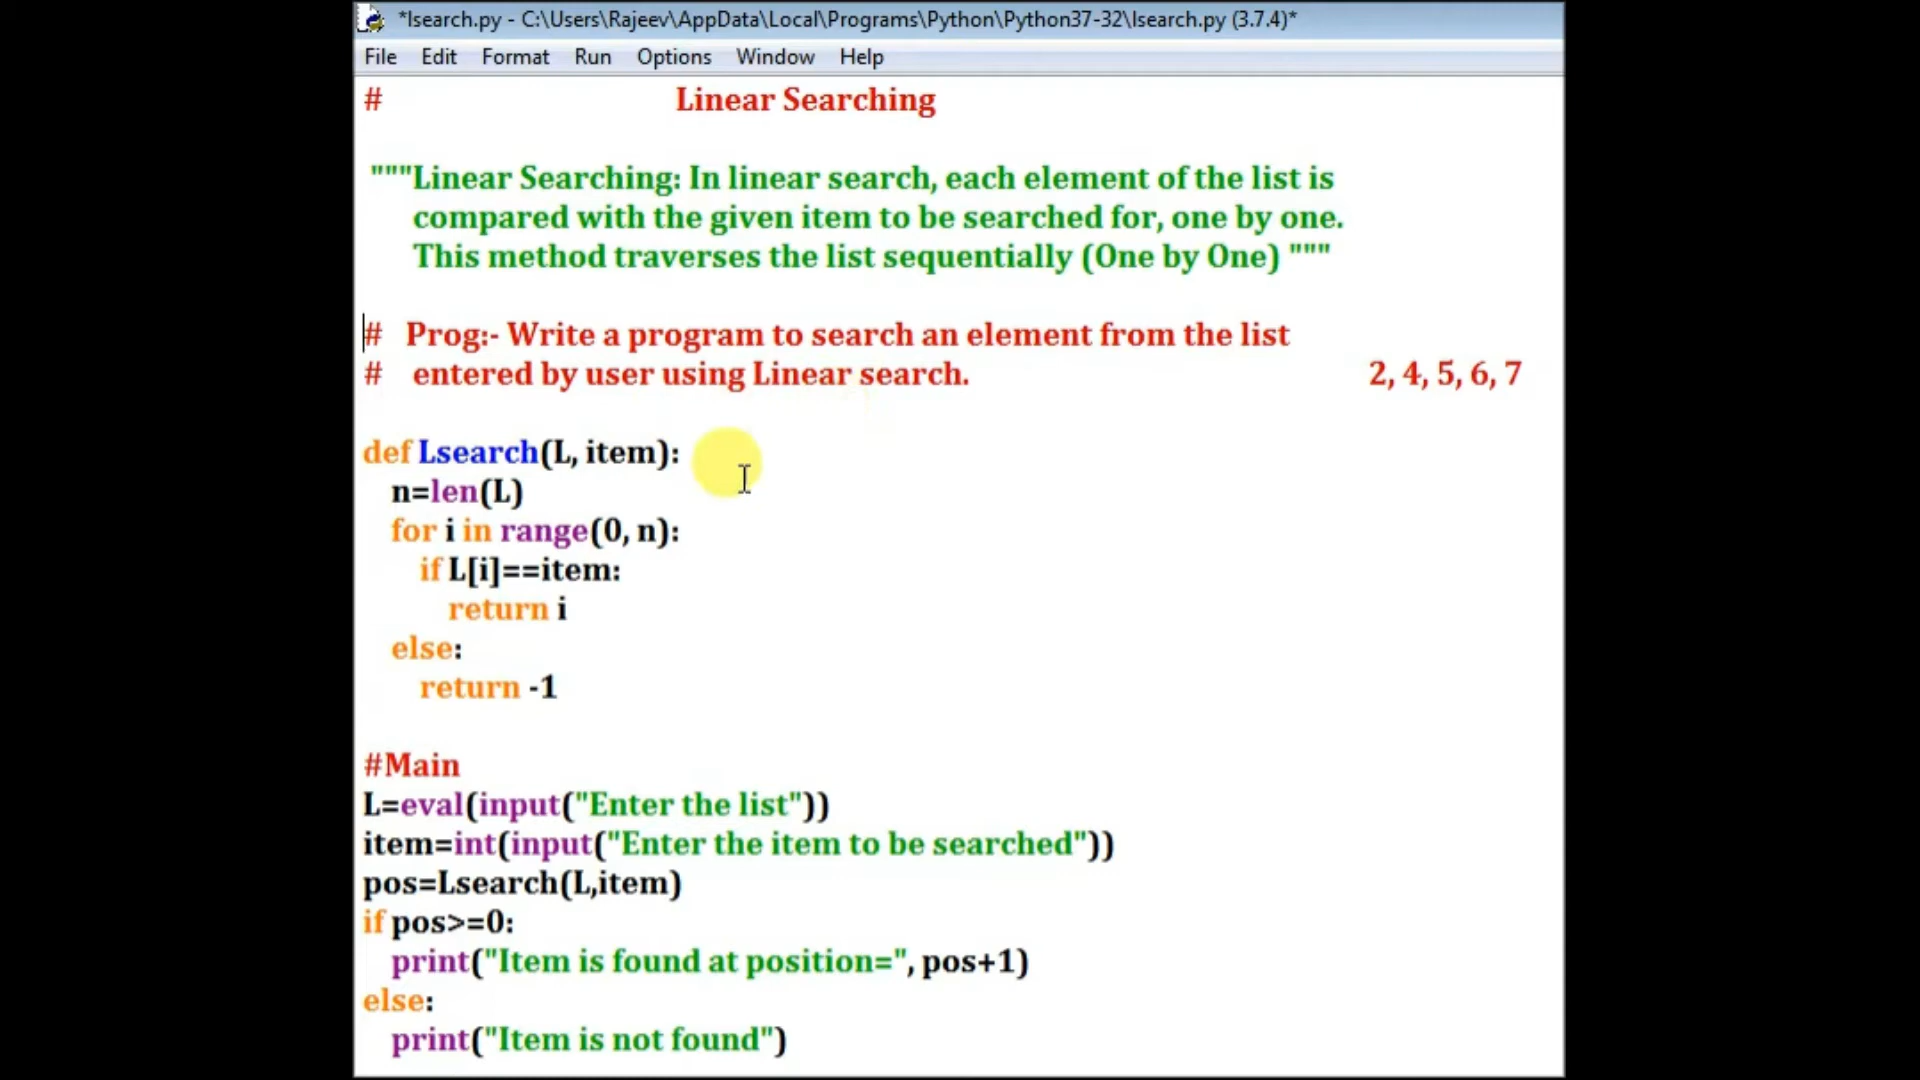 *lsearch.py - C:\Users\Rajeev\AppData\Local\Programs\Python\Python37-32\lsearch.py (3.7.4)*
File Edit Format Run Options Window Help
# Linear Searching
"""Linear Searching: In linear search, each element of the list is
compared with the given item to be searched for, one by one.
This method traverses the list sequentially (One by One) """
# Prog:- Write a program to search an element from the list
# entered by user using Linear search. 2, 4, 5, 6, 7
def Lsearch(L, item):
    n=len(L)
    for i in range(0, n):
        if L[i]==item:
            return i
    else:
        return -1
#Main
L=eval(input("Enter the list"))
item=int(input("Enter the item to be searched"))
pos=Lsearch(L,item)
if pos>=0:
    print("Item is found at position=", pos+1)
else:
    print("Item is not found")